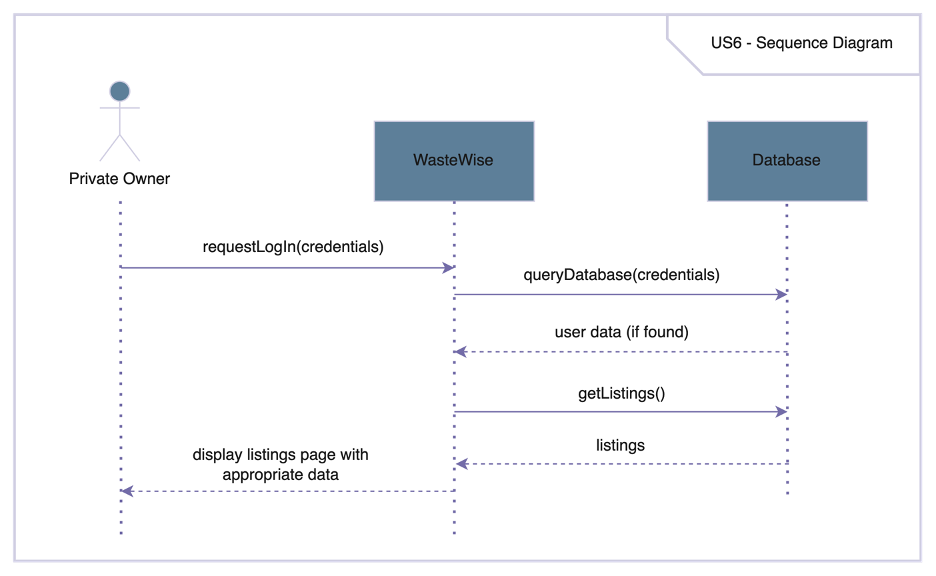 US6 - Sequence Diagram
Private Owner
WasteWise
Database
requestLogIn(credentials)
queryDatabase(credentials)
user data (if found)
getListings()
listings
display listings page with
appropriate data